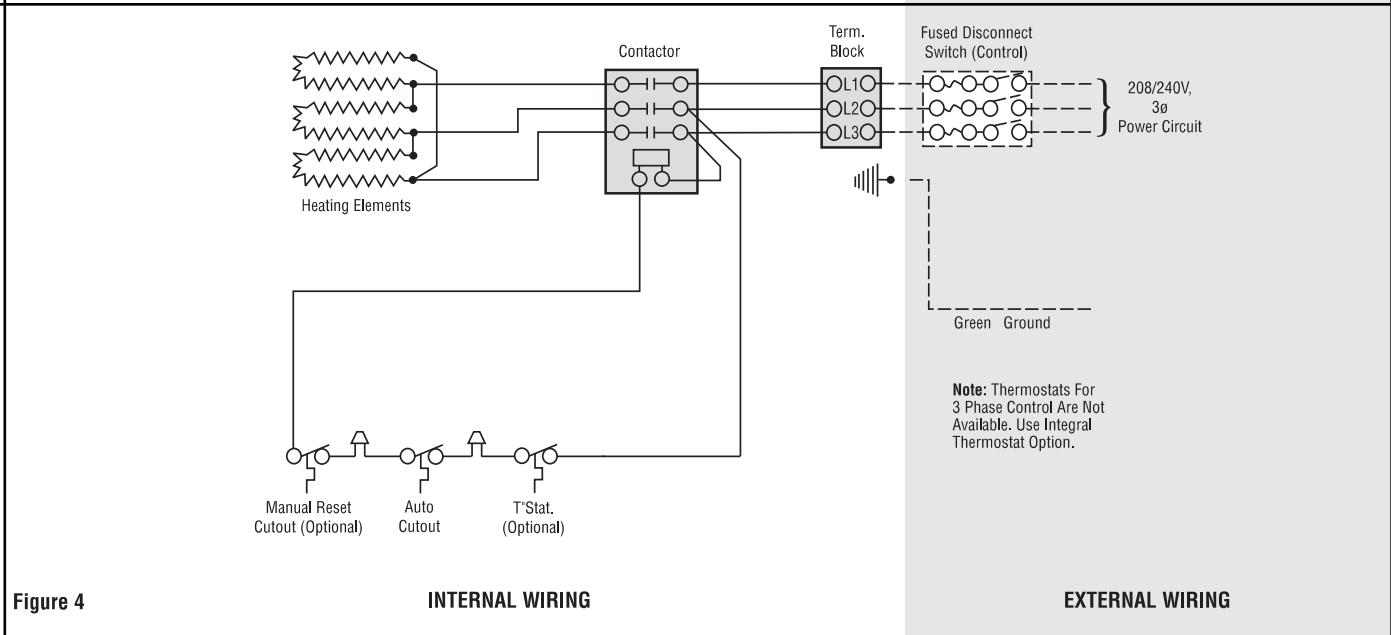 Term.
Block
Fused Disconnect
Switch (Control)
Contactor
L1
L2
L3
208/240V,
3ø
Power Circuit
Heating Elements
Green Ground
Note: Thermostats For
3 Phase Control Are Not
Available. Use Integral
Thermostat Option.
Manual Reset
Cutout (Optional)
Auto
Cutout
T"Stat.
(Optional)
Figure 4
INTERNAL WIRING
EXTERNAL WIRING